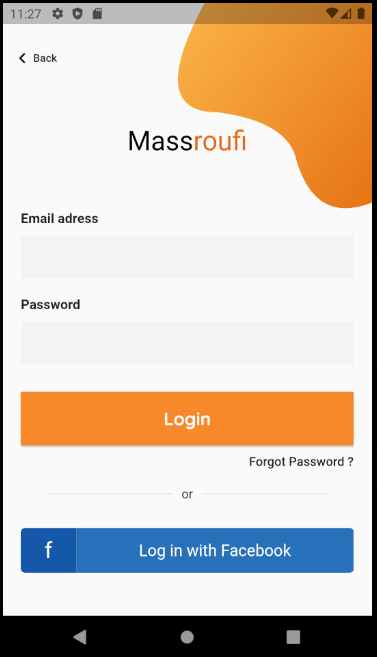 11:27
Back
Massroufi
Email adress
Password
Login
Forgot Password ?
or
f
Log in with Facebook